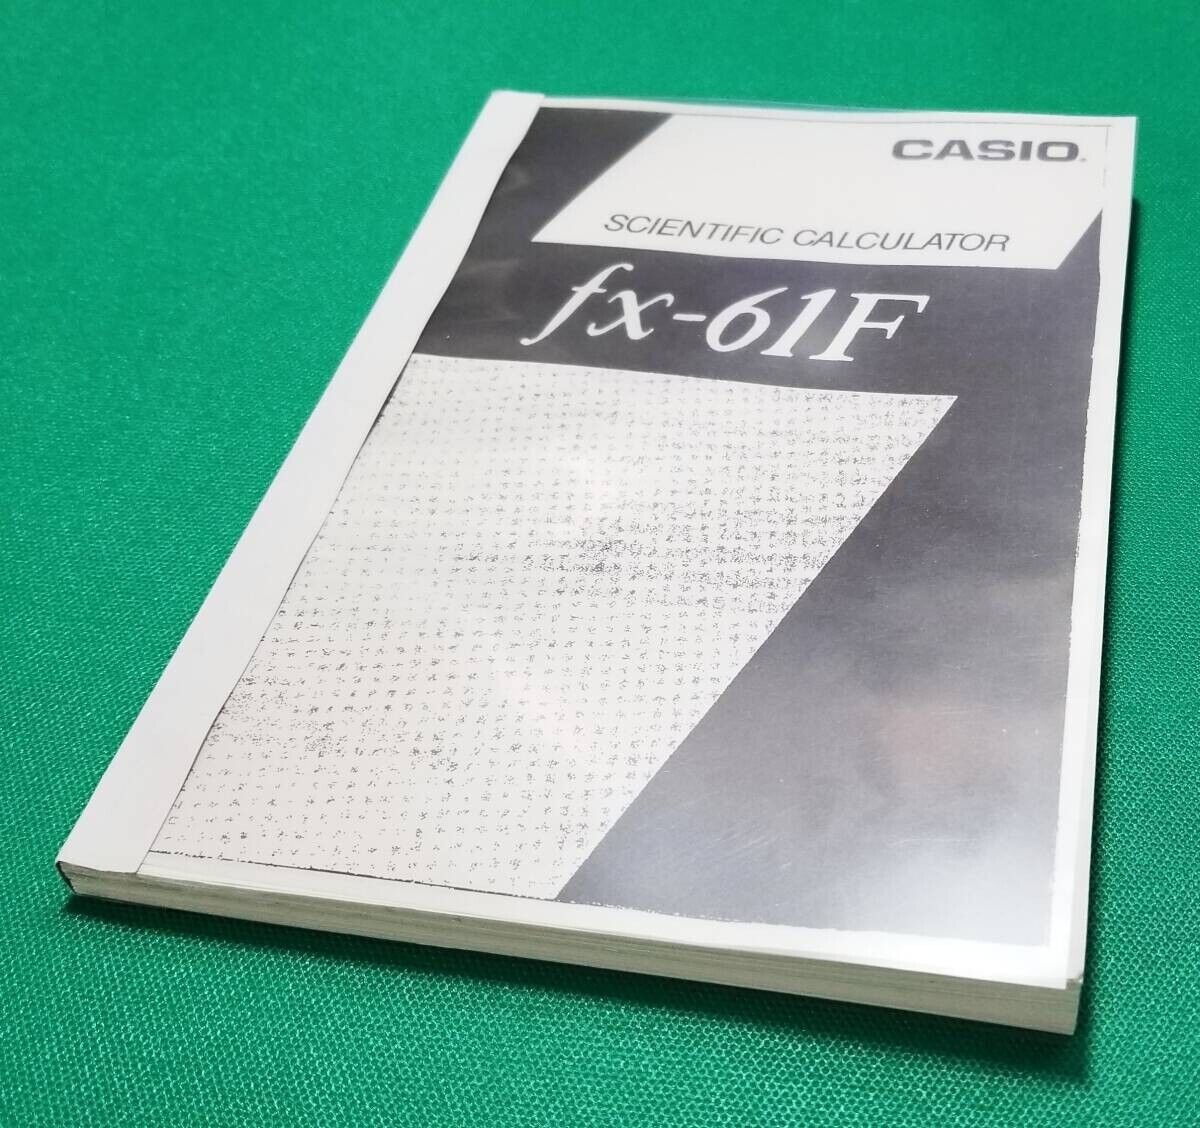 CASIO®
SCIENTIFIC CALCULATOR
fx-61F